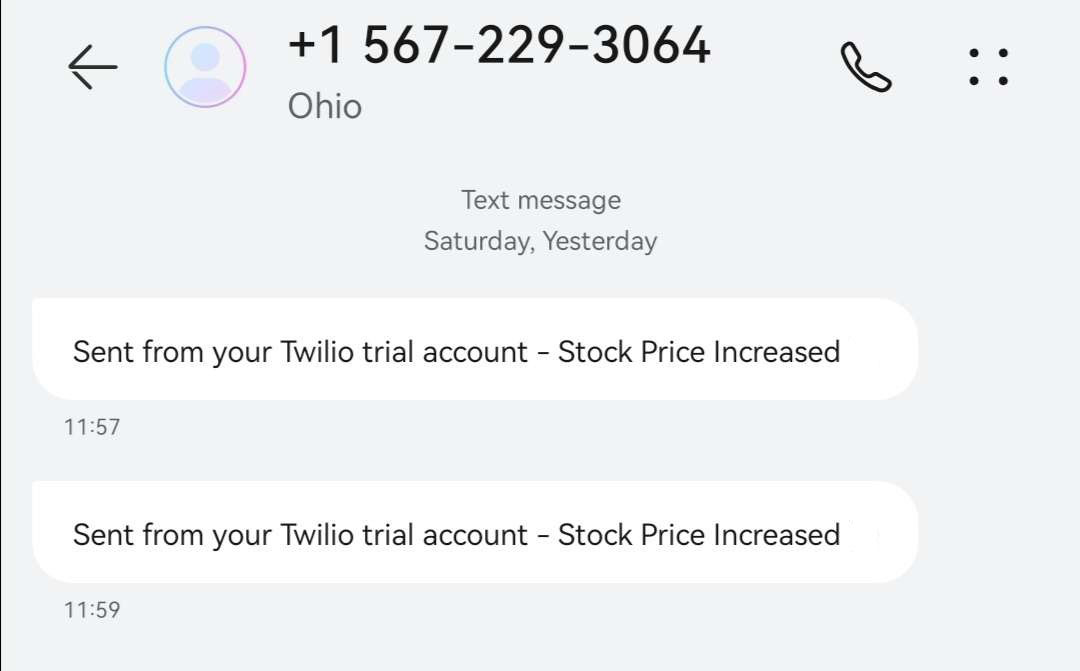 +1 567-229-3064
Ohio
Text message
Saturday, Yesterday
Sent from your Twilio trial account - Stock Price Increased
11:57
Sent from your Twilio trial account - Stock Price Increased
11:59